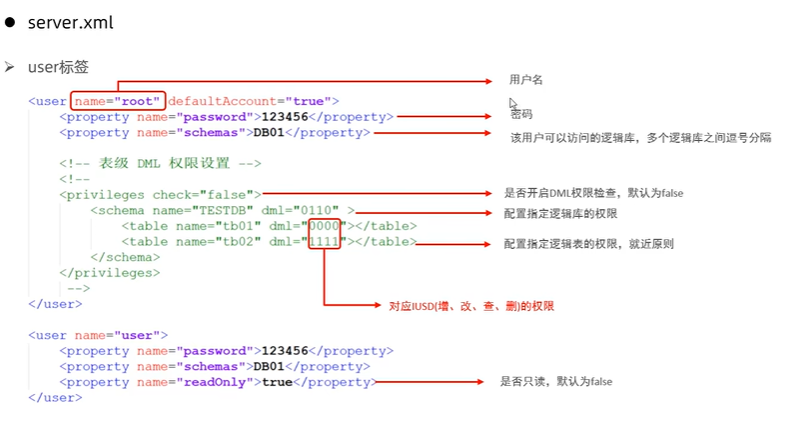 ● server.xml
➢ user标签
<user name="root" defaultAccount="true"> 用户名
<property name="password">123456</property> 密码
<property name="schemas">DB01</property> 该用户可以访问的逻辑库，多个逻辑库之间逗号分隔
<!-- 表级 DML 权限设置 -->
<!--
<privileges check="false"> 是否开启DML权限检查，默认为false
<schema name="TESTDB" dml="0110" > 配置指定逻辑库的权限
<table name="tb01" dml="0000"></table>
<table name="tb02" dml="1111"></table> 配置指定逻辑表的权限，就近原则
</schema>
</privileges>
-->
</user> 对应IUSD(增、改、查、删)的权限
<user name="user">
<property name="password">123456</property>
<property name="schemas">DB01</property>
<property name="readOnly">true</property> 是否只读，默认为false
</user>